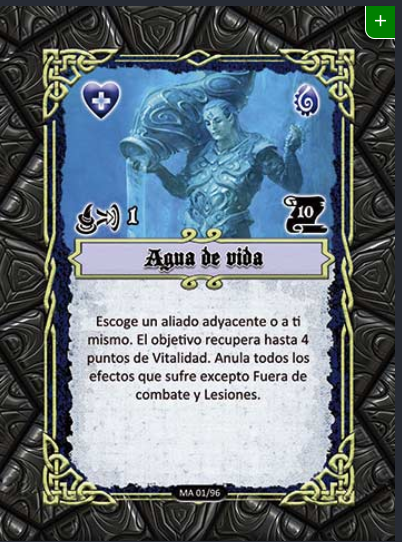 +
1
10
Agua de vida
Escoge un aliado adyacente o a ti
mismo. El objetivo recupera hasta 4
puntos de Vitalidad. Anula todos los
efectos que sufre excepto Fuera de
combate y Lesiones.
MA 01/96